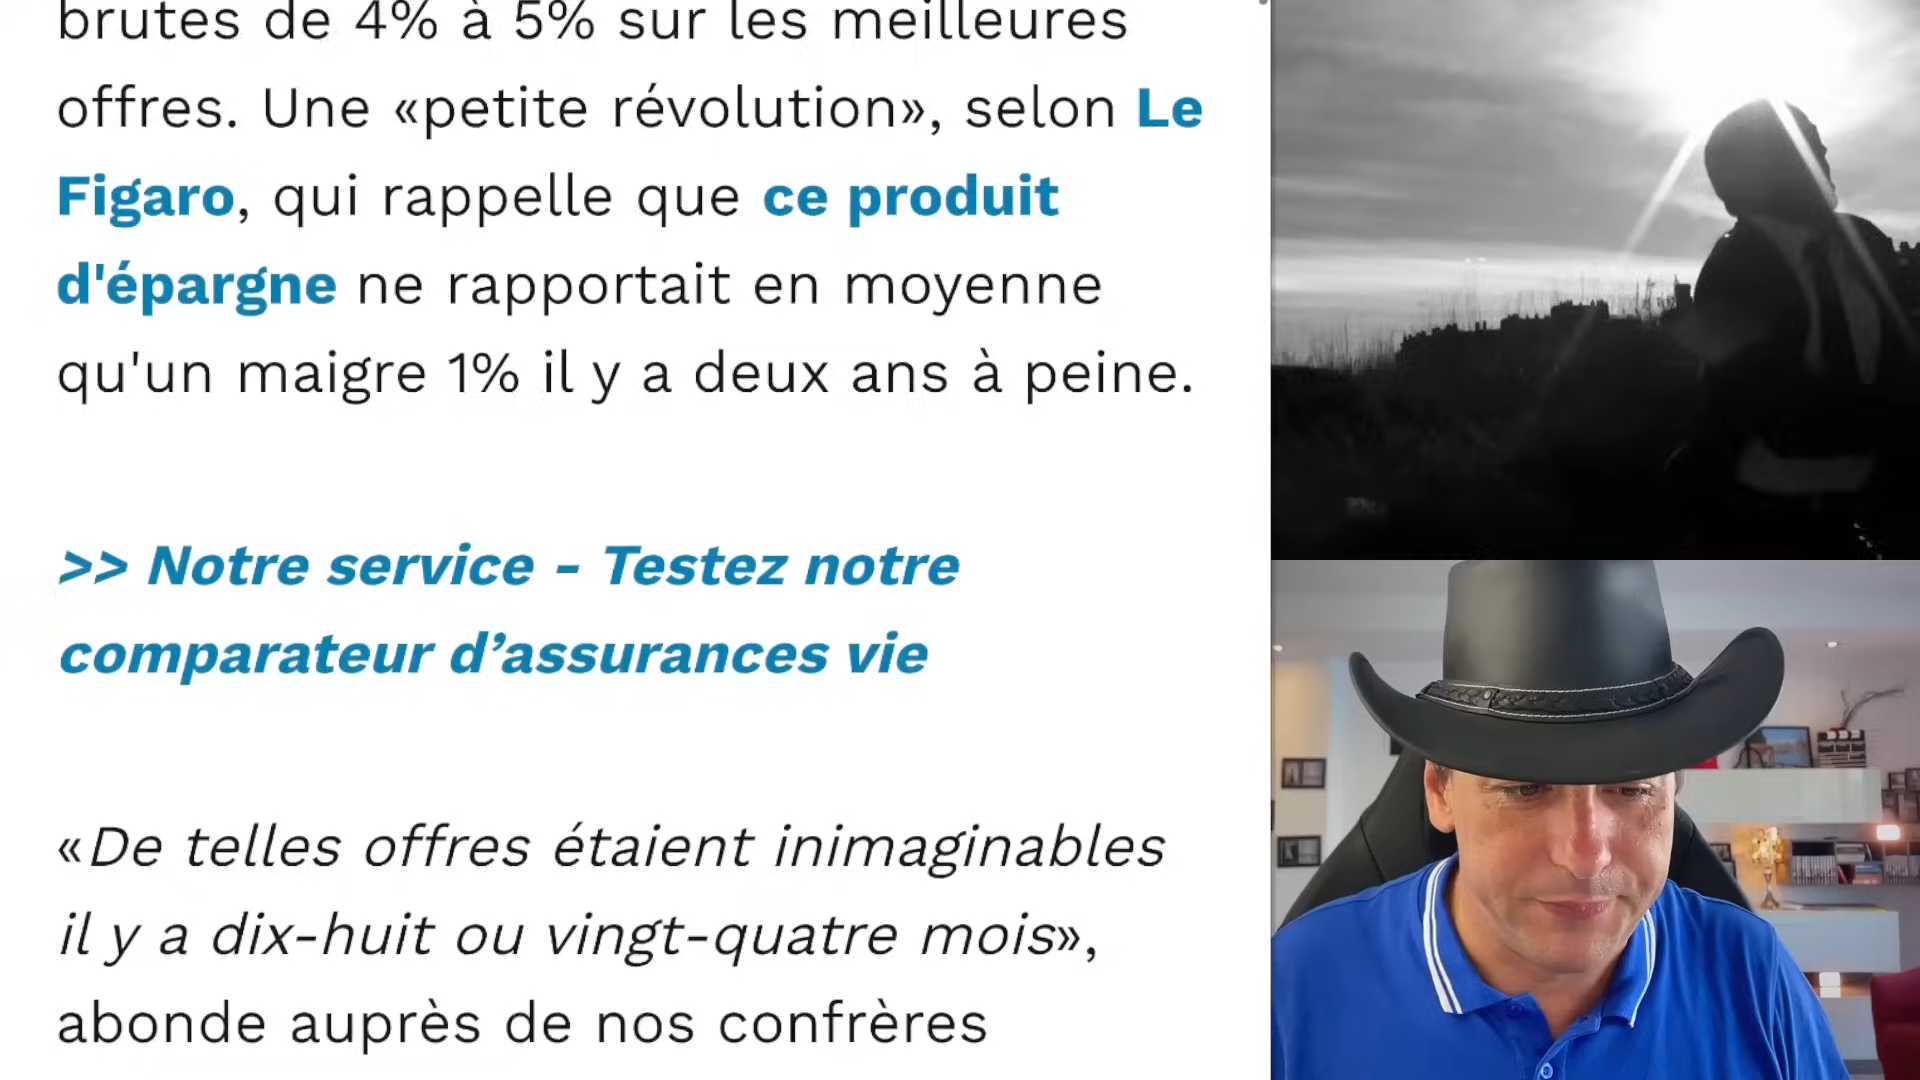 brutes de 4% à 5% sur les meilleures
offres. Une «petite révolution», selon Le
Figaro, qui rappelle que ce produit
d'épargne ne rapportait en moyenne
qu'un maigre 1% il y a deux ans à peine.
>> Notre service - Testez notre
comparateur d’assurances vie
«De telles offres étaient inimaginables
il y a dix-huit ou vingt-quatre mois»,
abonde auprès de nos confrères